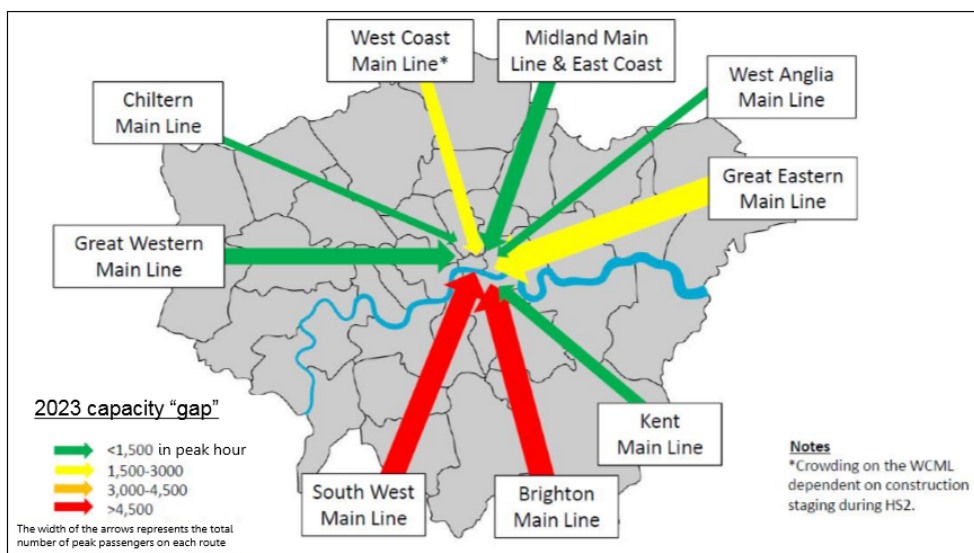 West Coast
Main Line*
Midland Main
Line & East Coast
West Anglia
Main Line
Chiltern
Main Line
Great Eastern
Main Line
Great Western
Main Line
Kent
Main Line
South West
Main Line
Brighton
Main Line
2023 capacity “gap”
<1,500 in peak hour
1,500-3000
3,000-4,500
>4,500
The width of the arrows represents the total
number of peak passengers on each route
Notes
*Crowding on the WCML
dependent on construction
staging during HS2.